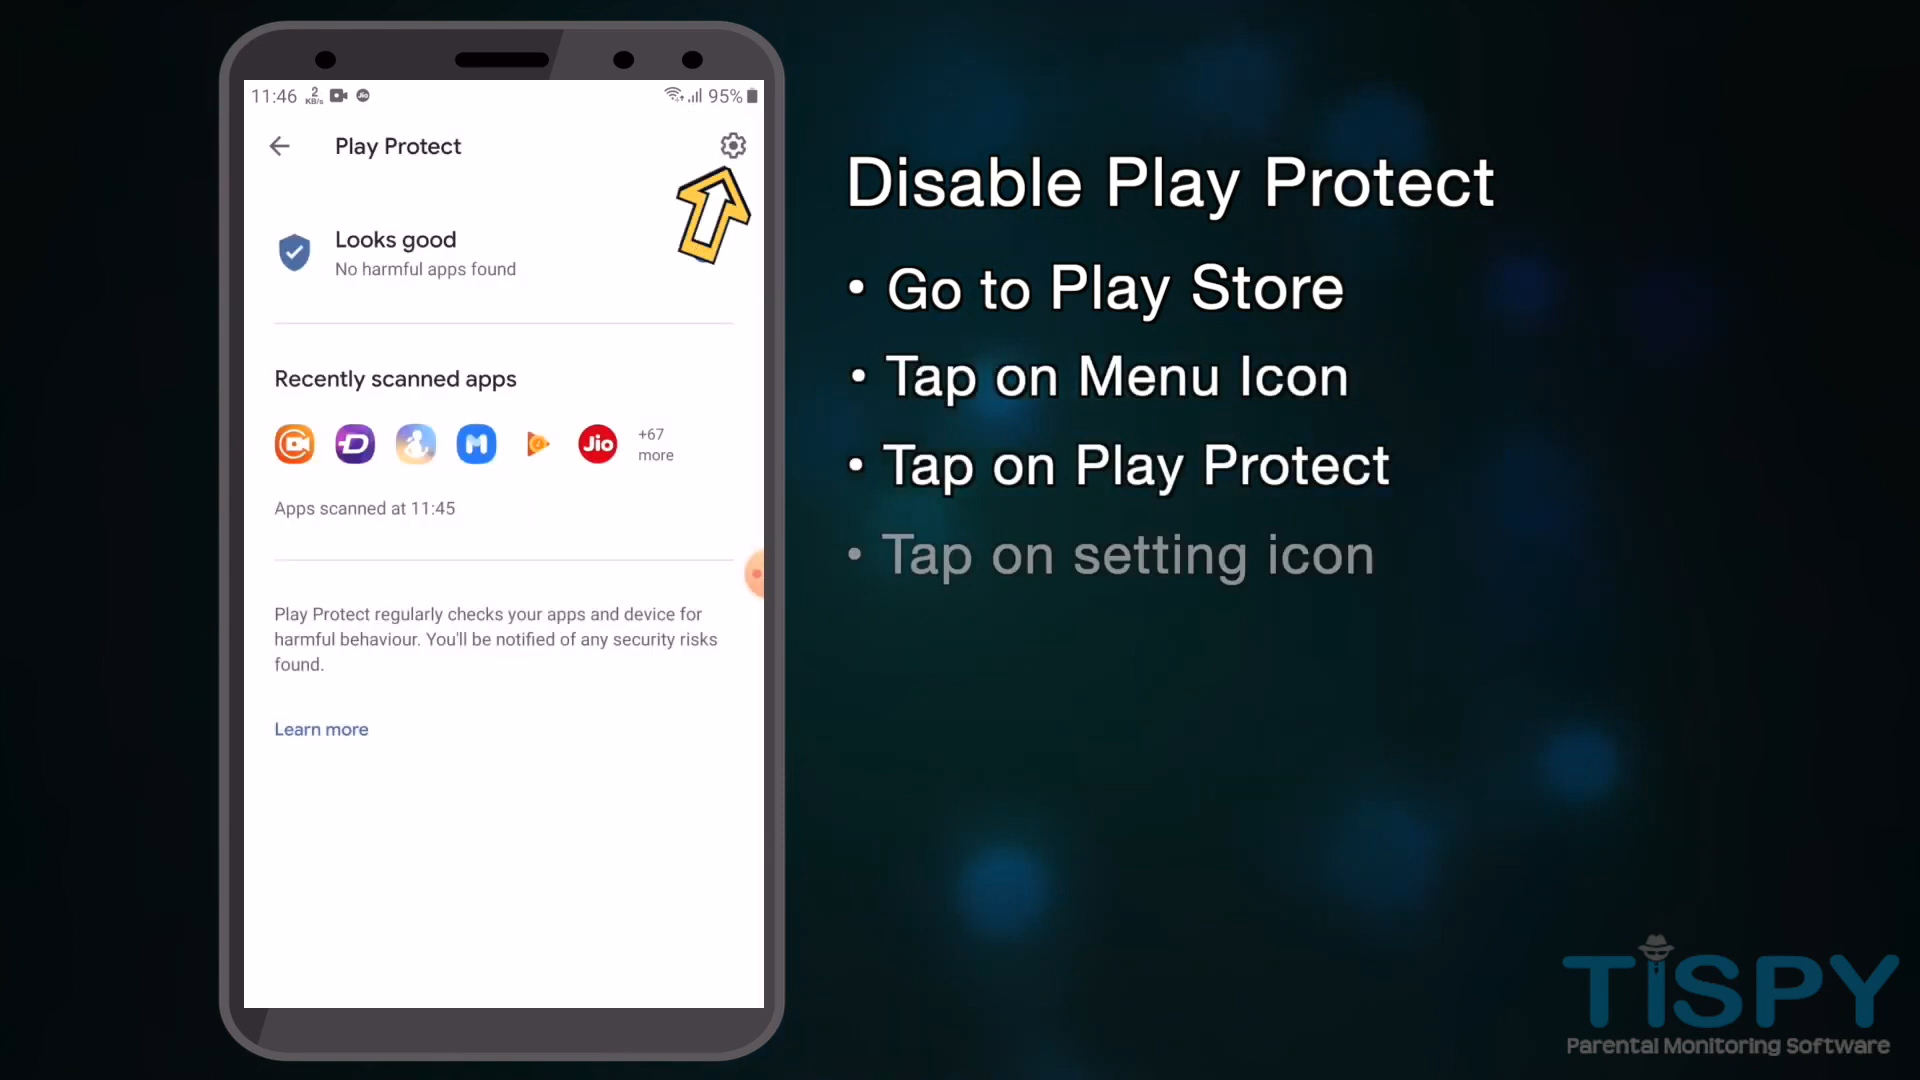 11:46 2 KB/s Jio 95%
Play Protect
Looks good
No harmful apps found
Recently scanned apps
Jio +67 more
Apps scanned at 11:45
Play Protect regularly checks your apps and device for
harmful behaviour. You'll be notified of any security risks
found.
Learn more
Disable Play Protect
• Go to Play Store
• Tap on Menu Icon
• Tap on Play Protect
• Tap on setting icon
TiSPY
Parental Monitoring Software